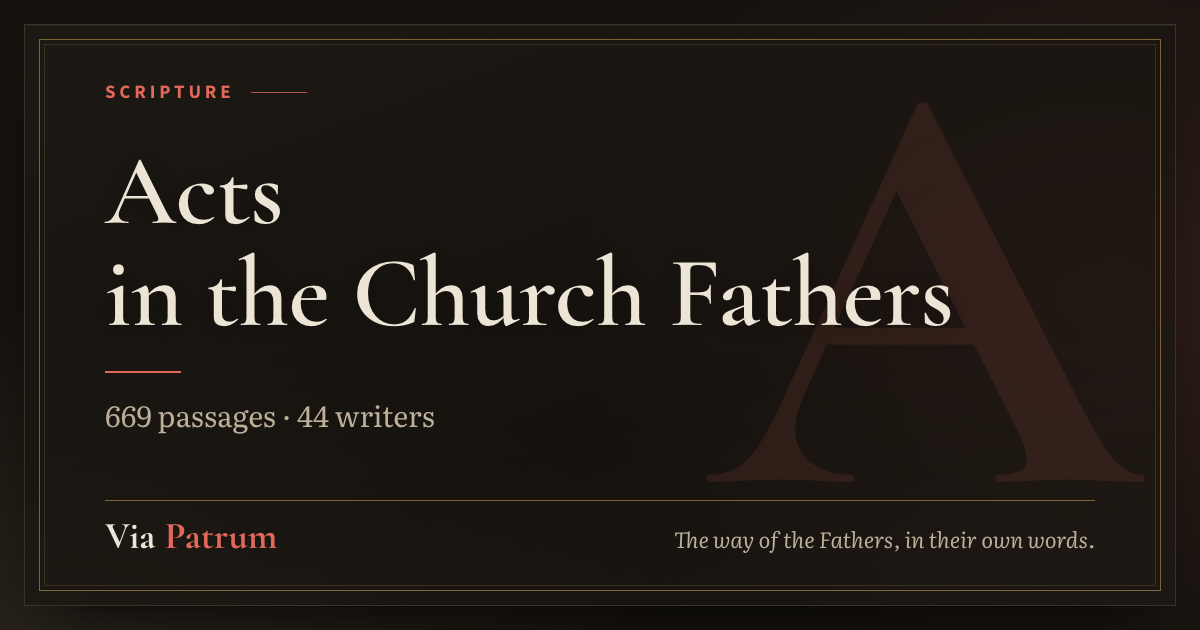 SCRIPTURE
Acts
in the Church Fathers
669 passages · 44 writers
Via Patrum
The way of the Fathers, in their own words.
A